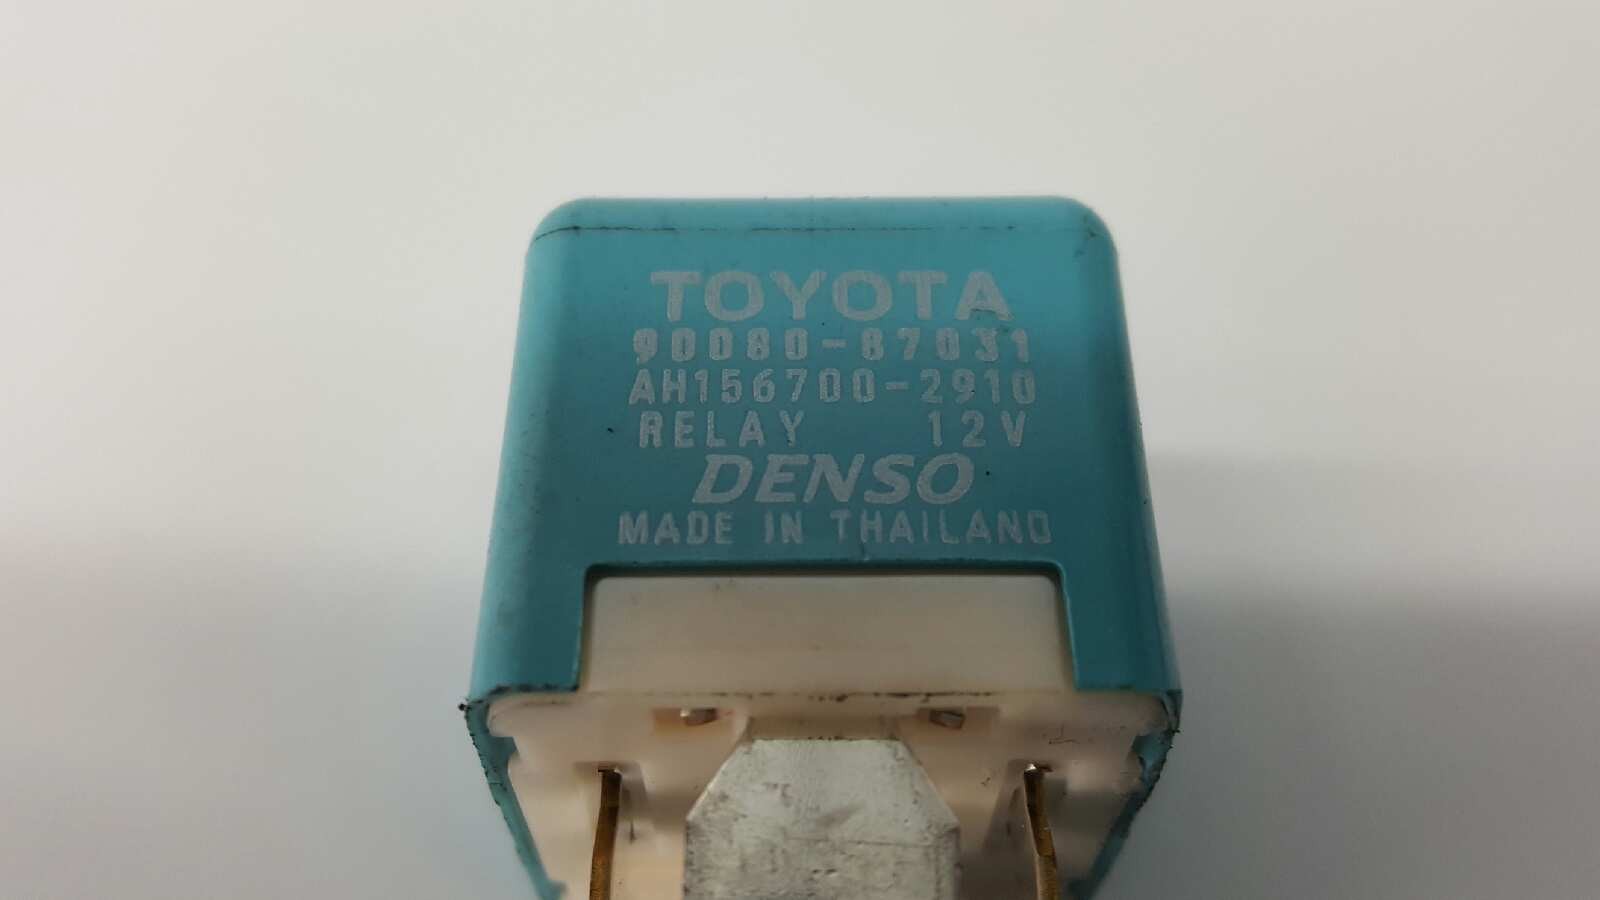 TOYOTA
90080-87031
AH156700-2910
RELAY 12V
DENSO
MADE IN THAILAND